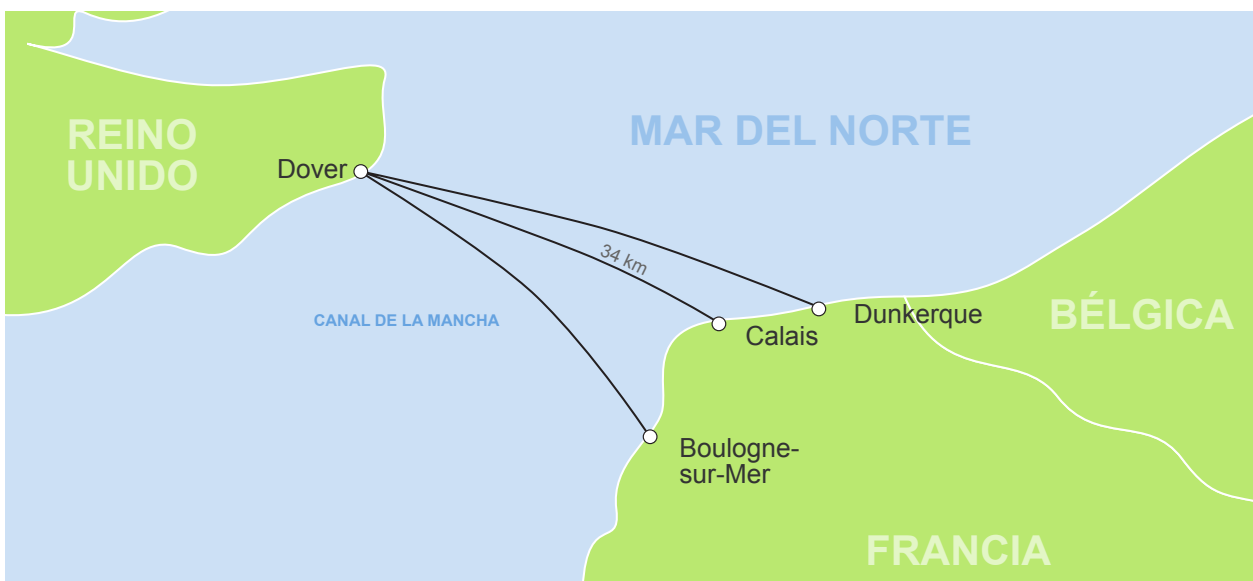 REINO
UNIDO
MAR DEL NORTE
Dover
34 km
CANAL DE LA MANCHA
Dunkerque
BÉLGICA
Calais
Boulogne-
sur-Mer
FRANCIA